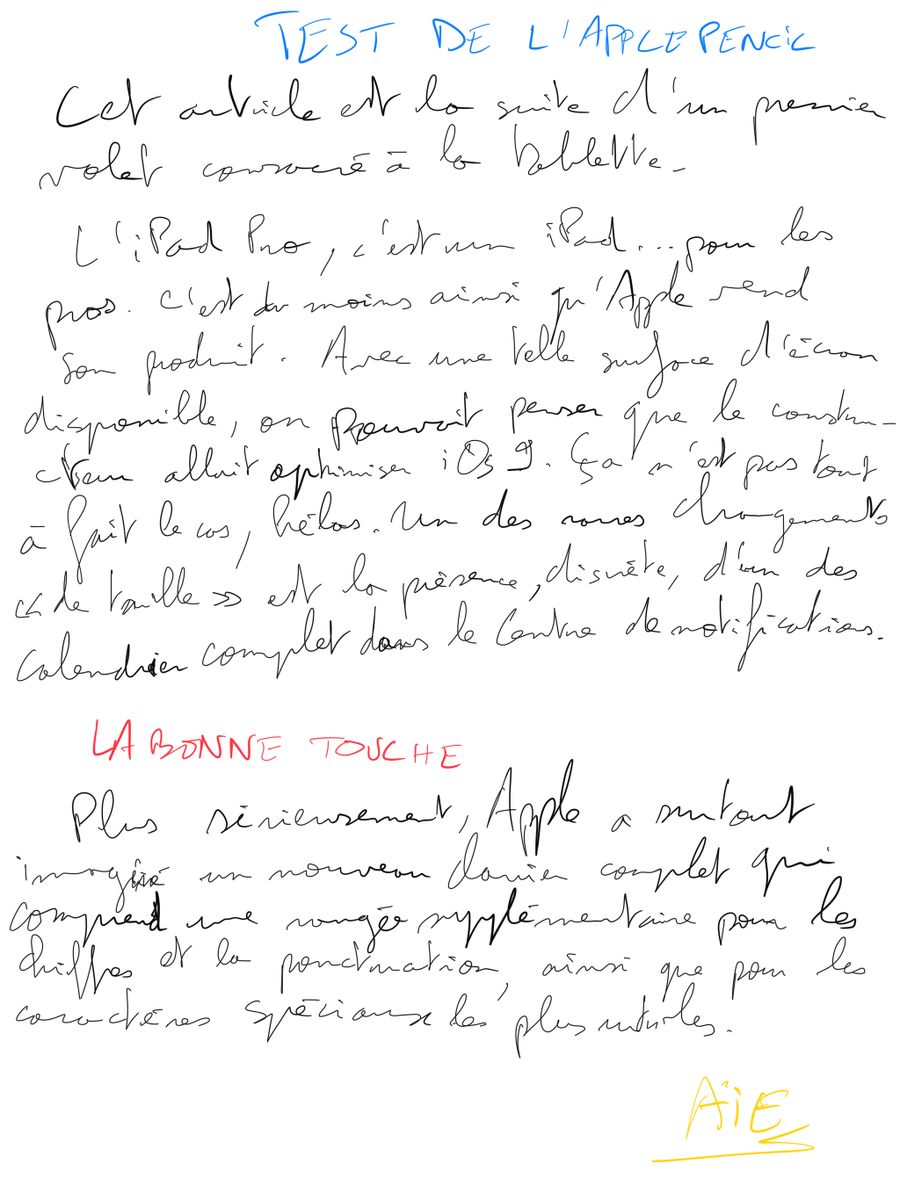 TEST DE L'APPLE PENCIL
Cet article est la suite d'un premier
volet consacré à la tablette.
L'iPad Pro, c'est un iPad... pour les
pros. C'est du moins ainsi qu'Apple vend
son produit. Avec une telle surface d'écran
disponible, on pouvait penser que le constru-
cteur allait optimiser iOS 9. Ça n'est pas tout
à fait le cas, hélas. Un des rares changements
« de taille » est la présence, discrète, d'un des
calendrier complet dans le Centre de notifications.
LA BONNE TOUCHE
Plus sérieusement, Apple a surtout
imaginé un nouveau clavier complet qui
comprend une rangée supplémentaire pour les
chiffres et la ponctuation, ainsi que pour les
caractères spéciaux les plus utiles.
AïE